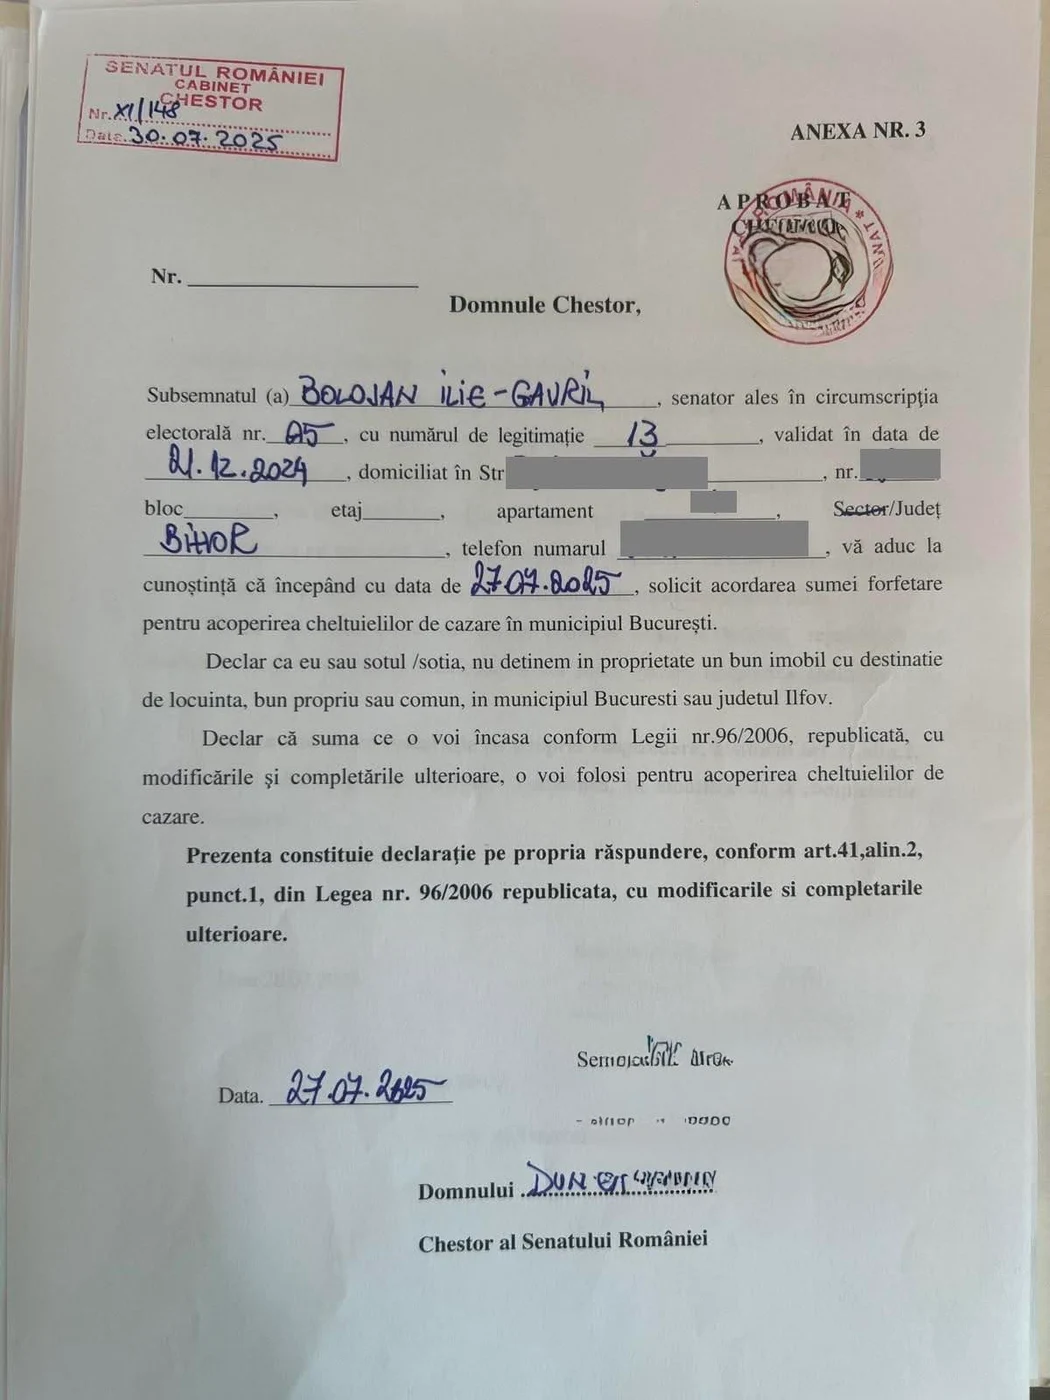 SENATUL ROMÂNIEI
CABINET
CHESTOR
Nr. XI/148
Data. 30.07.2025
ANEXA NR. 3
APROBAT
ROMÂNIA
Nr.
Domnule Chestor,
Subsemnatul (a) BOLOJAN ILIE-GAVRIL, senator ales în circumscripţia
electorală nr. 05, cu numărul de legitimaţie 13, validat în data de
21.12.2024, domiciliat în Str , nr.
bloc , etaj , apartament , Sector/Judeţ
BIHOR, telefon numarul , vă aduc la
cunoştinţă că începând cu data de 27.07.2025, solicit acordarea sumei forfetare
pentru acoperirea cheltuielilor de cazare în municipiul Bucureşti.
Declar ca eu sau sotul /sotia, nu detinem in proprietate un bun imobil cu destinatie
de locuinta, bun propriu sau comun, in municipiul Bucuresti sau judetul Ilfov.
Declar că suma ce o voi încasa conform Legii nr.96/2006, republicată, cu
modificările şi completările ulterioare, o voi folosi pentru acoperirea cheltuielilor de
cazare.
Prezenta constituie declaraţie pe propria răspundere, conform art.41,alin.2,
punct.1, din Legea nr. 96/2006 republicata, cu modificarile si completarile
ulterioare.
Data. 27.07.2025
Domnului
Chestor al Senatului României